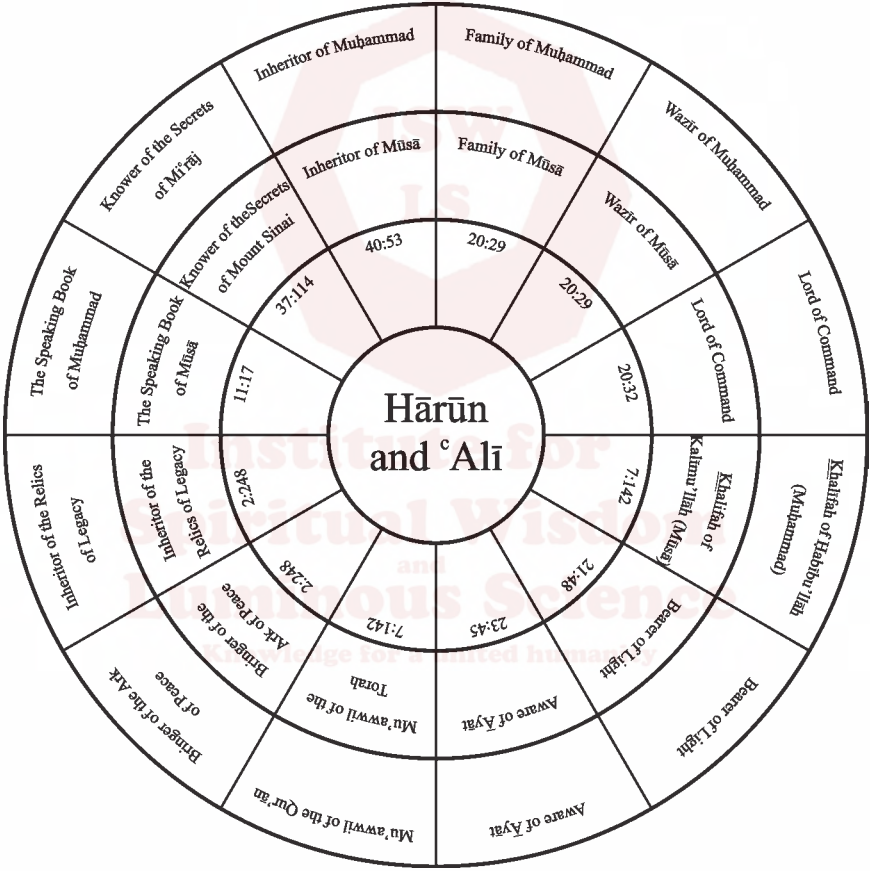 Hārūn
and ᶜAlī
Family of Muḥammad
Wazīr of Muḥammad
Lord of Command
Khalīfah of Ḥabību'llāh
(Muḥammad)
Bearer of Light
Aware of Āyāt
Mu'awwil of the Qur'ān
Bringer of the Ark
of Peace
Inheritor of the Relics
of Legacy
The Speaking Book
of Muḥammad
Knower of the Secrets
of Miᶜrāj
Inheritor of Muḥammad
Family of Mūsā
Wazīr of Mūsā
Lord of Command
Khalīfah of
Kalīmu'llāh (Mūsā)
Bearer of Light
Aware of Āyāt
Mu'awwil of the
Torah
Bringer of the
Ark of Peace
Inheritor of the
Relics of Legacy
The Speaking Book
of Mūsā
Knower of theSecrets
of Mount Sinai
Inheritor of Mūsā
20:29
20:29
20:32
7:142
21:48
23:45
7:142
2:248
2:248
11:17
37:114
40:53
ISW
LS
Institute for
Spiritual Wisdom
and
Luminous Science
Knowledge for a united humanity